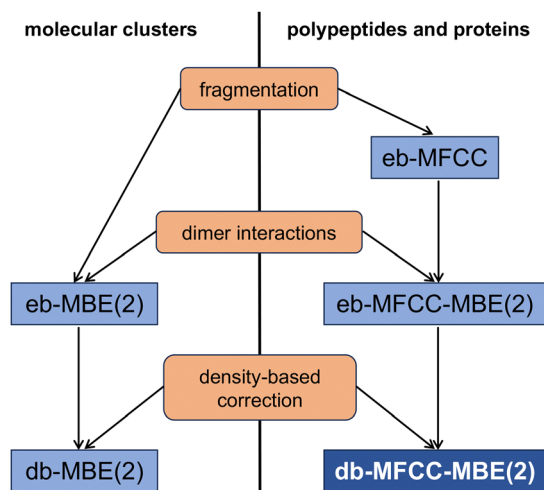 molecular clusters
polypeptides and proteins
fragmentation
eb-MFCC
dimer interactions
eb-MBE(2)
eb-MFCC-MBE(2)
density-based
correction
db-MBE(2)
db-MFCC-MBE(2)